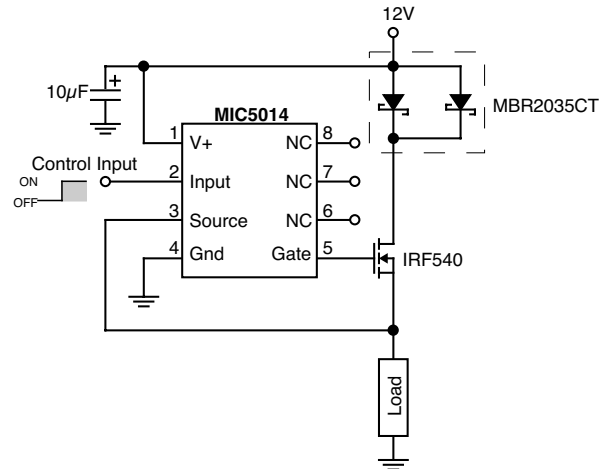 12V
10µF
+
MIC5014
MBR2035CT
1 V+ NC 8
Control Input
ON
OFF
2 Input NC 7
3 Source NC 6
4 Gnd Gate 5
IRF540
Load